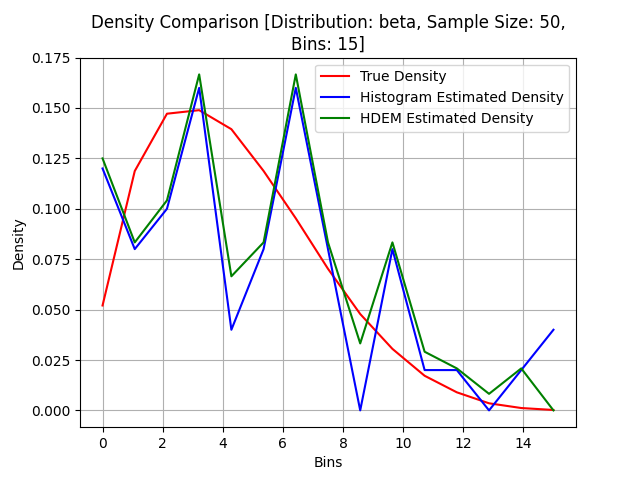 Density Comparison [Distribution: beta, Sample Size: 50,
Bins: 15]
True Density
Histogram Estimated Density
HDEM Estimated Density
Density
0.175
0.150
0.125
0.100
0.075
0.050
0.025
0.000
0 2 4 6 8 10 12 14
Bins